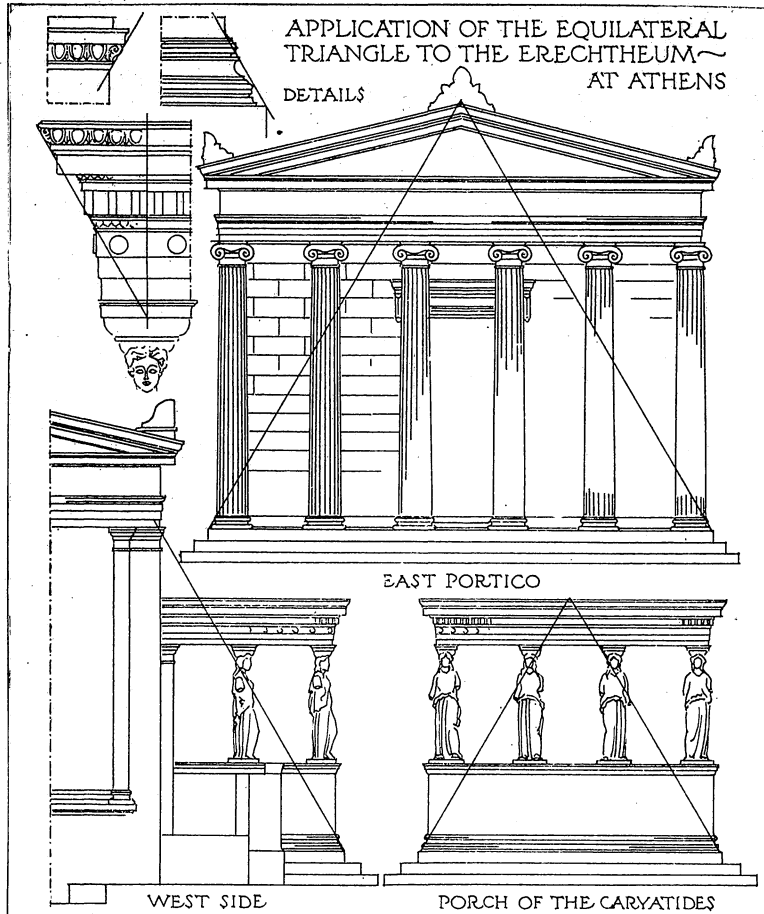 APPLICATION OF THE EQUILATERAL
TRIANGLE TO THE ERECHTHEUM~
AT ATHENS
DETAILS
EAST PORTICO
WEST SIDE
PORCH OF THE CARYATIDES